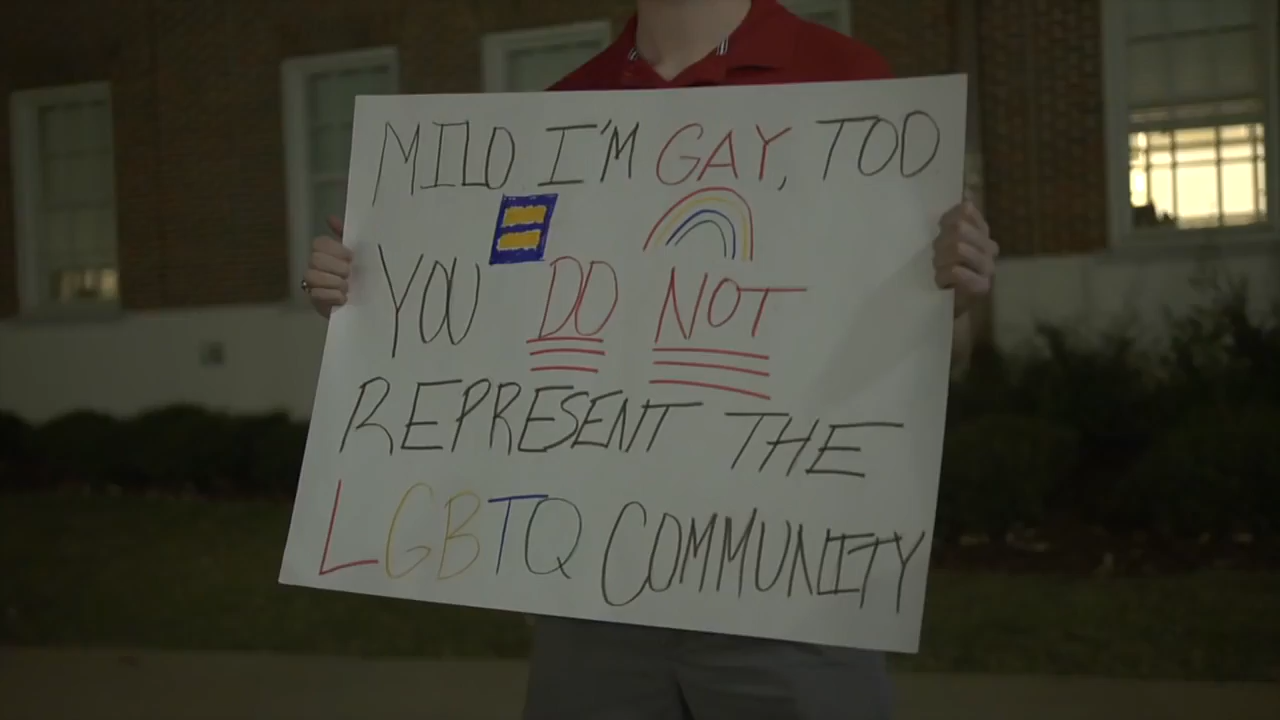 MILO I'M GAY, TOO
YOU DO NOT
REPRESENT THE
LGBTQ COMMUNITY